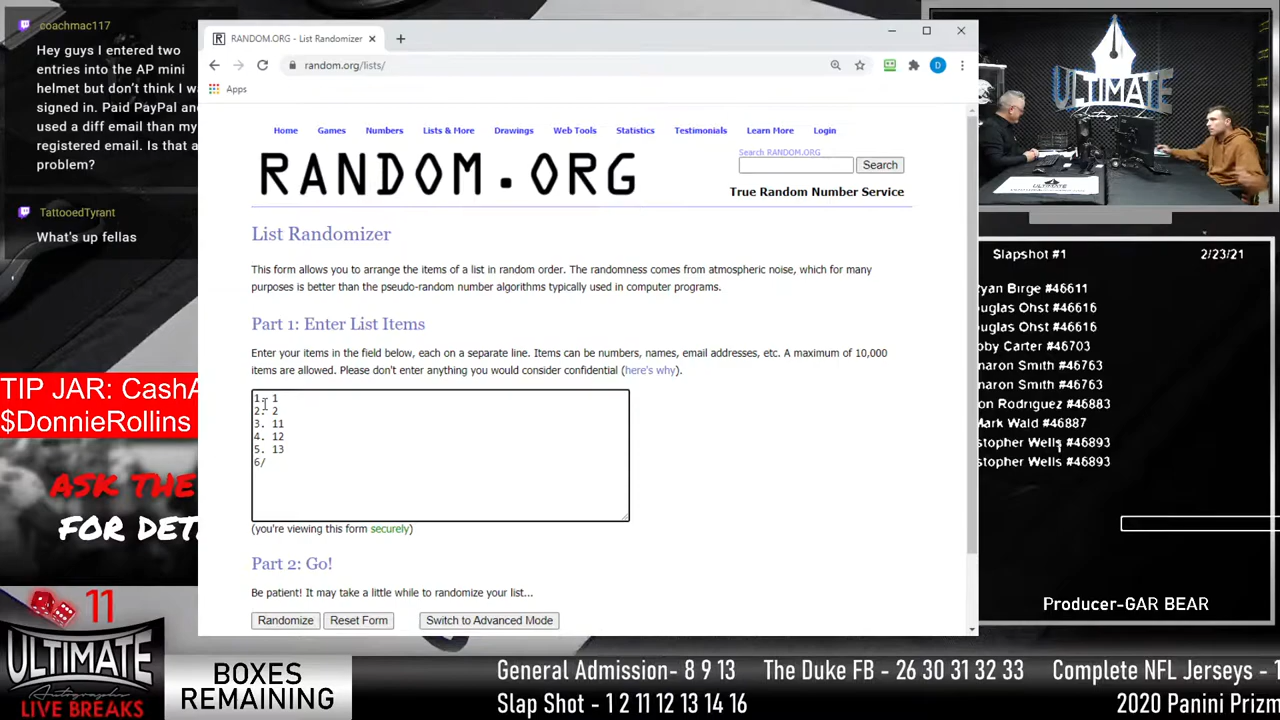 coachmac117
Hey guys I entered two
entries into the AP mini
helmet but don't think I wa
signed in. Paid PayPal and
used a diff email than my
registered email. Is that a
problem?
TattooedTyrant
What's up fellas
TIP JAR: CashA
$DonnieRollins
ASK THE
FOR DET
11
ULTIMATE
Autographs
LIVE BREAKS
BOXES
REMAINING
RANDOM.ORG - List Randomizer
random.org/lists/
D
Apps
Home Games Numbers Lists & More Drawings Web Tools Statistics Testimonials Learn More Login
RANDOM.ORG
Search RANDOM.ORG
Search
True Random Number Service
List Randomizer
This form allows you to arrange the items of a list in random order. The randomness comes from atmospheric noise, which for many
purposes is better than the pseudo-random number algorithms typically used in computer programs.
Part 1: Enter List Items
Enter your items in the field below, each on a separate line. Items can be numbers, names, email addresses, etc. A maximum of 10,000
items are allowed. Please don't enter anything you would consider confidential (here's why).
1. 1
2. 2
3. 11
4. 12
5. 13
6/
(you're viewing this form securely)
Part 2: Go!
Be patient! It may take a little while to randomize your list...
Randomize Reset Form Switch to Advanced Mode
ULTIMATE
Autographs
ULTIMATE
Slapshot #1 2/23/21
yan Birge #46611
uglas Ohst #46616
uglas Ohst #46616
bby Carter #46703
naron Smith #46763
naron Smith #46763
on Rodriguez #46883
Mark Wald #46887
stopher Wells #46893
stopher Wells #46893
Producer-GAR BEAR
General Admission- 8 9 13 The Duke FB - 26 30 31 32 33 Complete NFL Jerseys - 1
Slap Shot - 1 2 11 12 13 14 16 2020 Panini Prizm